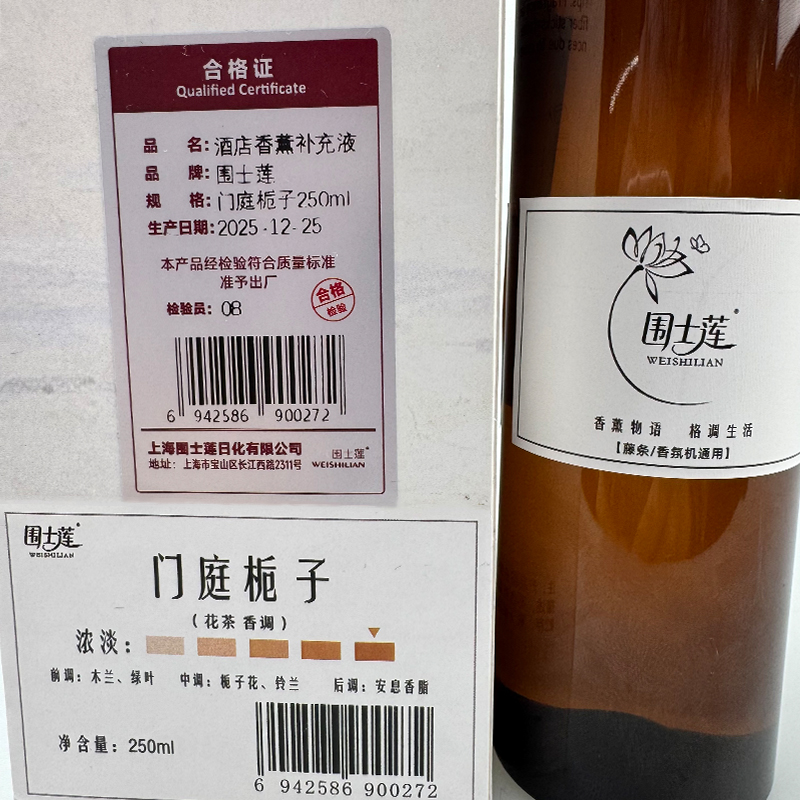 合格证
Qualified Certificate
品 名：酒店香薰补充液
品 牌：围士莲
规 格：门庭栀子250ml
生产日期：2025-12-25
本产品经检验符合质量标准
准予出厂
检验员：08
合格
检验
6 942586 900272
上海围士莲日化有限公司
地址：上海市宝山区长江西路2311号
围士莲
WEISHILIAN
围士莲
WEISHILIAN
门庭栀子
（花茶香调）
浓淡：
前调：木兰、绿叶 中调：栀子花、铃兰 后调：安息香脂
净含量：250ml
6 942586 900272
围士莲
WEISHILIAN
香薰物语 格调生活
【藤条/香氛机通用】